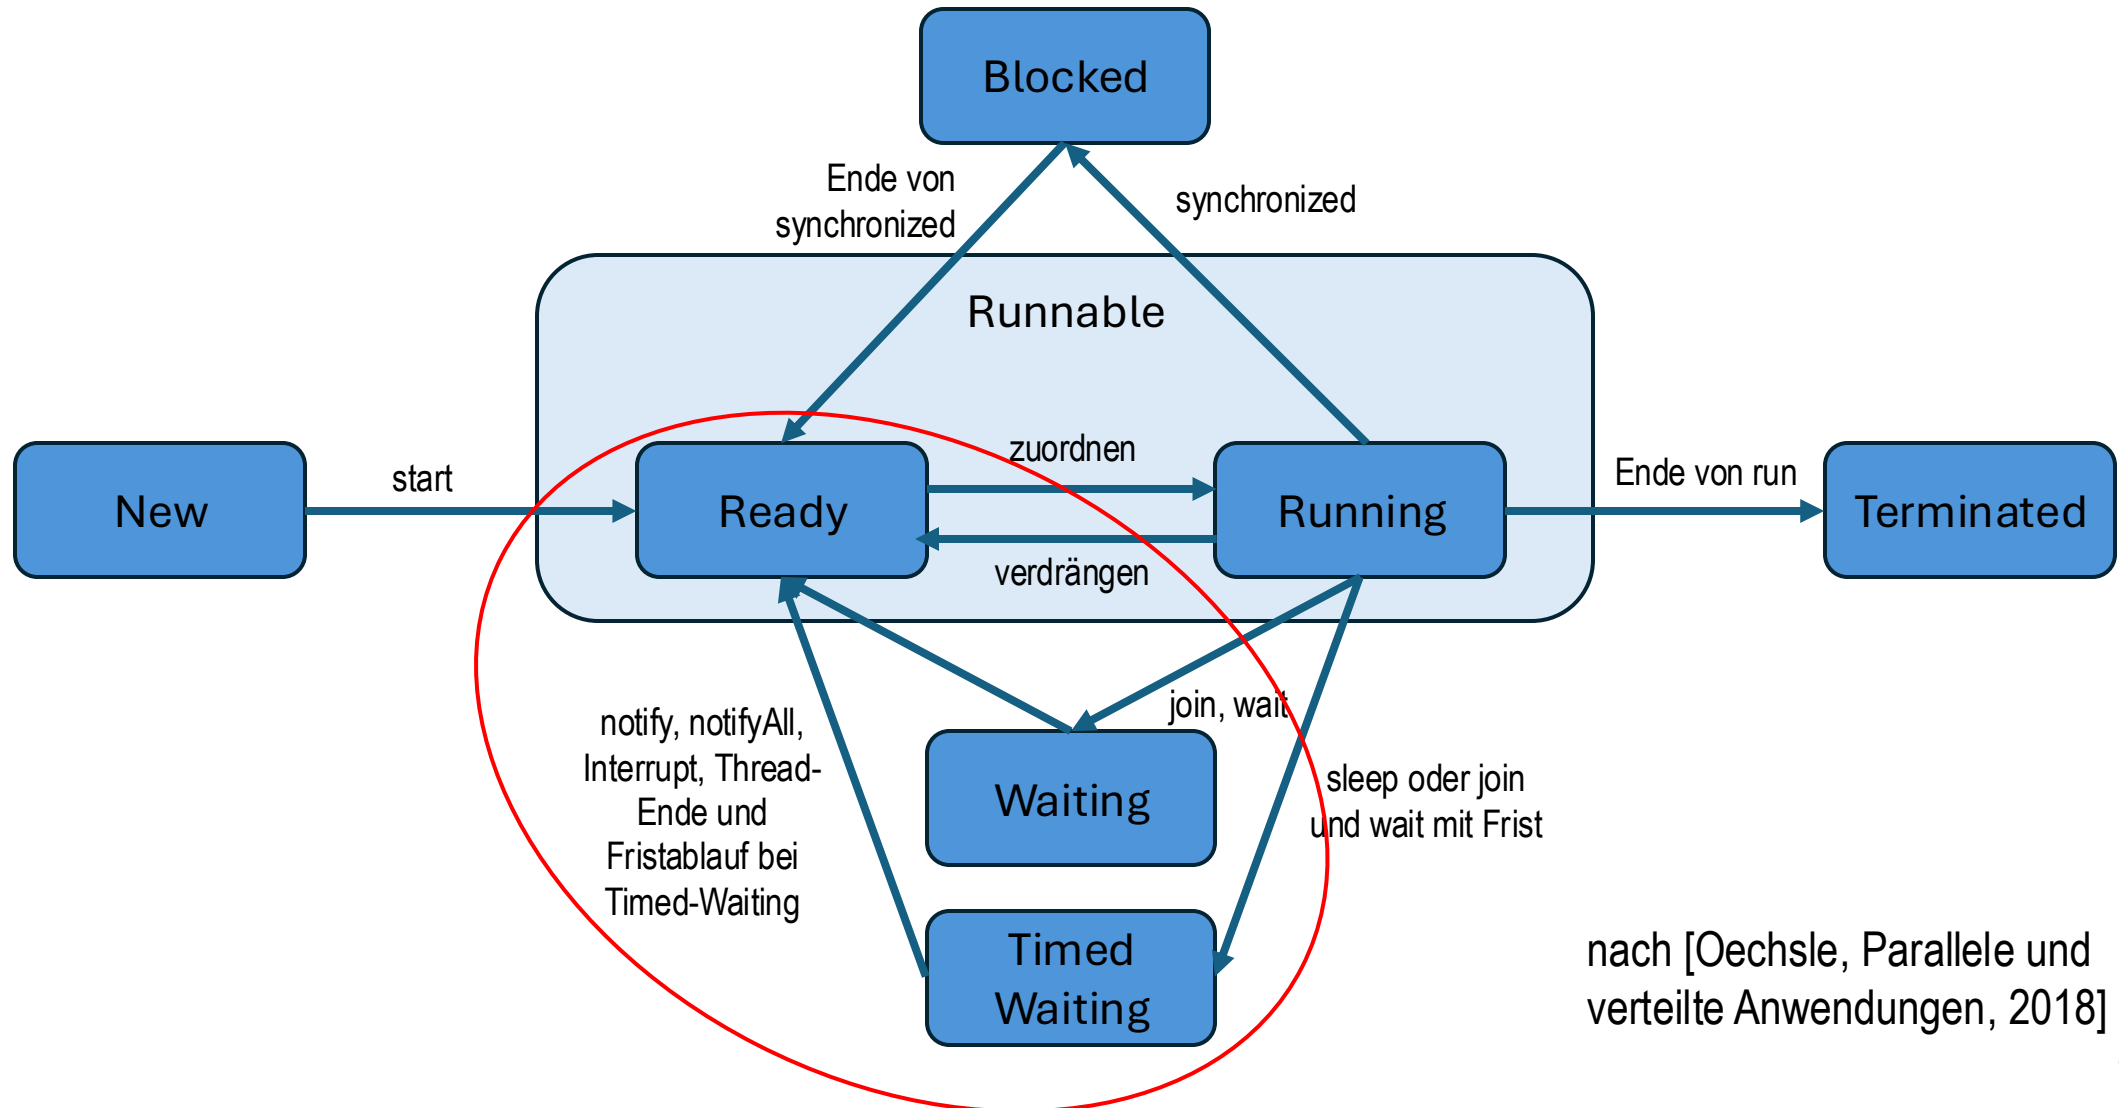 Blocked
Ende von
synchronized
synchronized
Runnable
New
start
Ready
zuordnen
verdrängen
Running
Ende von run
Terminated
notify, notifyAll,
Interrupt, Thread-
Ende und
Fristablauf bei
Timed-Waiting
join, wait
Waiting
sleep oder join
und wait mit Frist
Timed
Waiting
nach [Oechsle, Parallele und
verteilte Anwendungen, 2018]